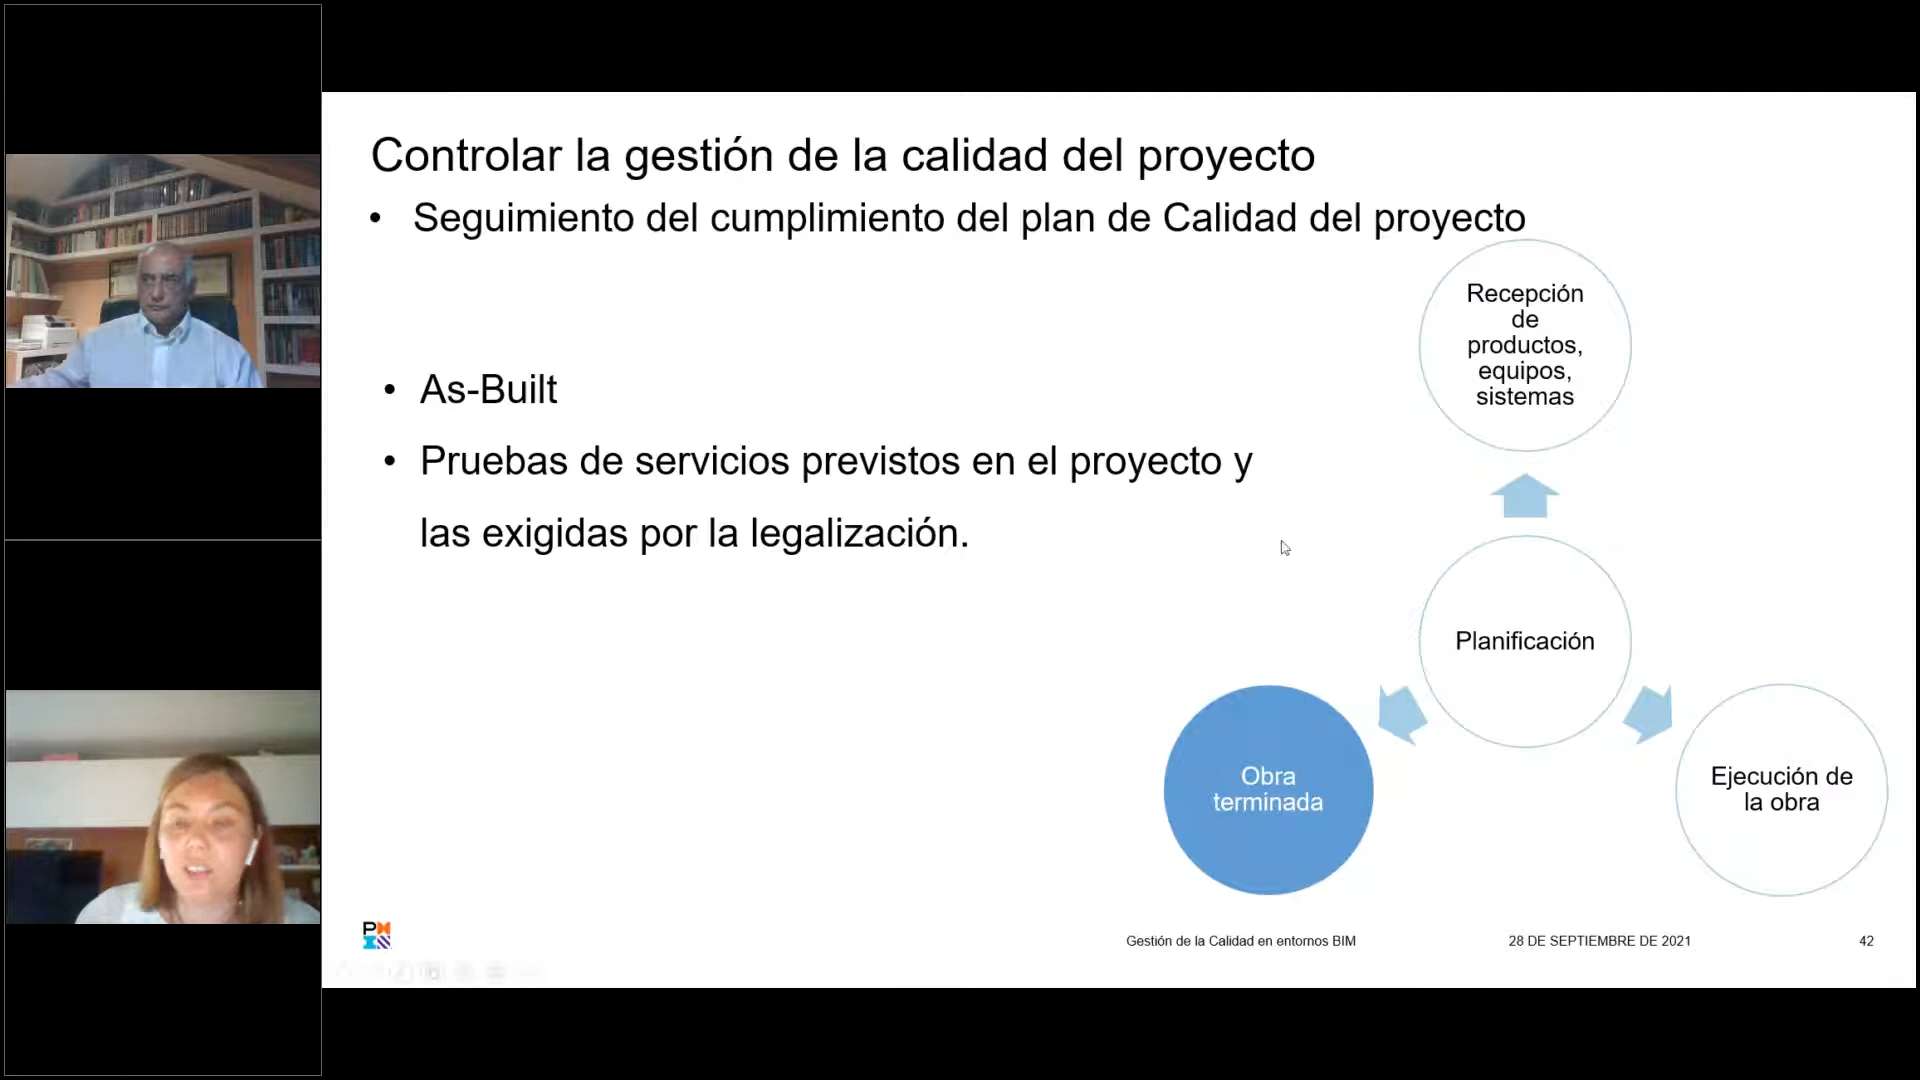 Controlar la gestión de la calidad del proyecto
• Seguimiento del cumplimiento del plan de Calidad del proyecto
• As-Built
• Pruebas de servicios previstos en el proyecto y
las exigidas por la legalización.
Recepción
de
productos,
equipos,
sistemas
Planificación
Obra
terminada
Ejecución de
la obra
Gestión de la Calidad en entornos BIM
28 DE SEPTIEMBRE DE 2021
42